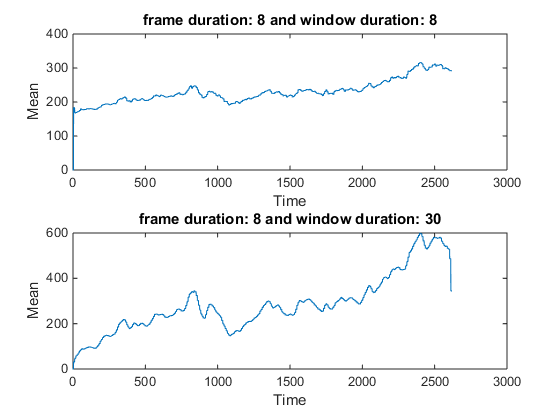 frame duration: 8 and window duration: 8
400
300
200
100
0
Mean
0 500 1000 1500 2000 2500 3000
Time
frame duration: 8 and window duration: 30
600
400
200
0
Mean
0 500 1000 1500 2000 2500 3000
Time